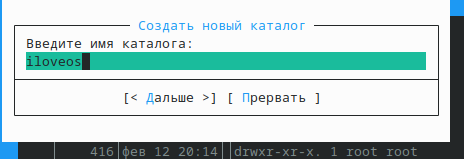 Создать новый каталог
Введите имя каталога:
iloveos
[< Дальше >] [ Прервать ]
416 фев 12 20:14 drwxr-xr-x. 1 root root